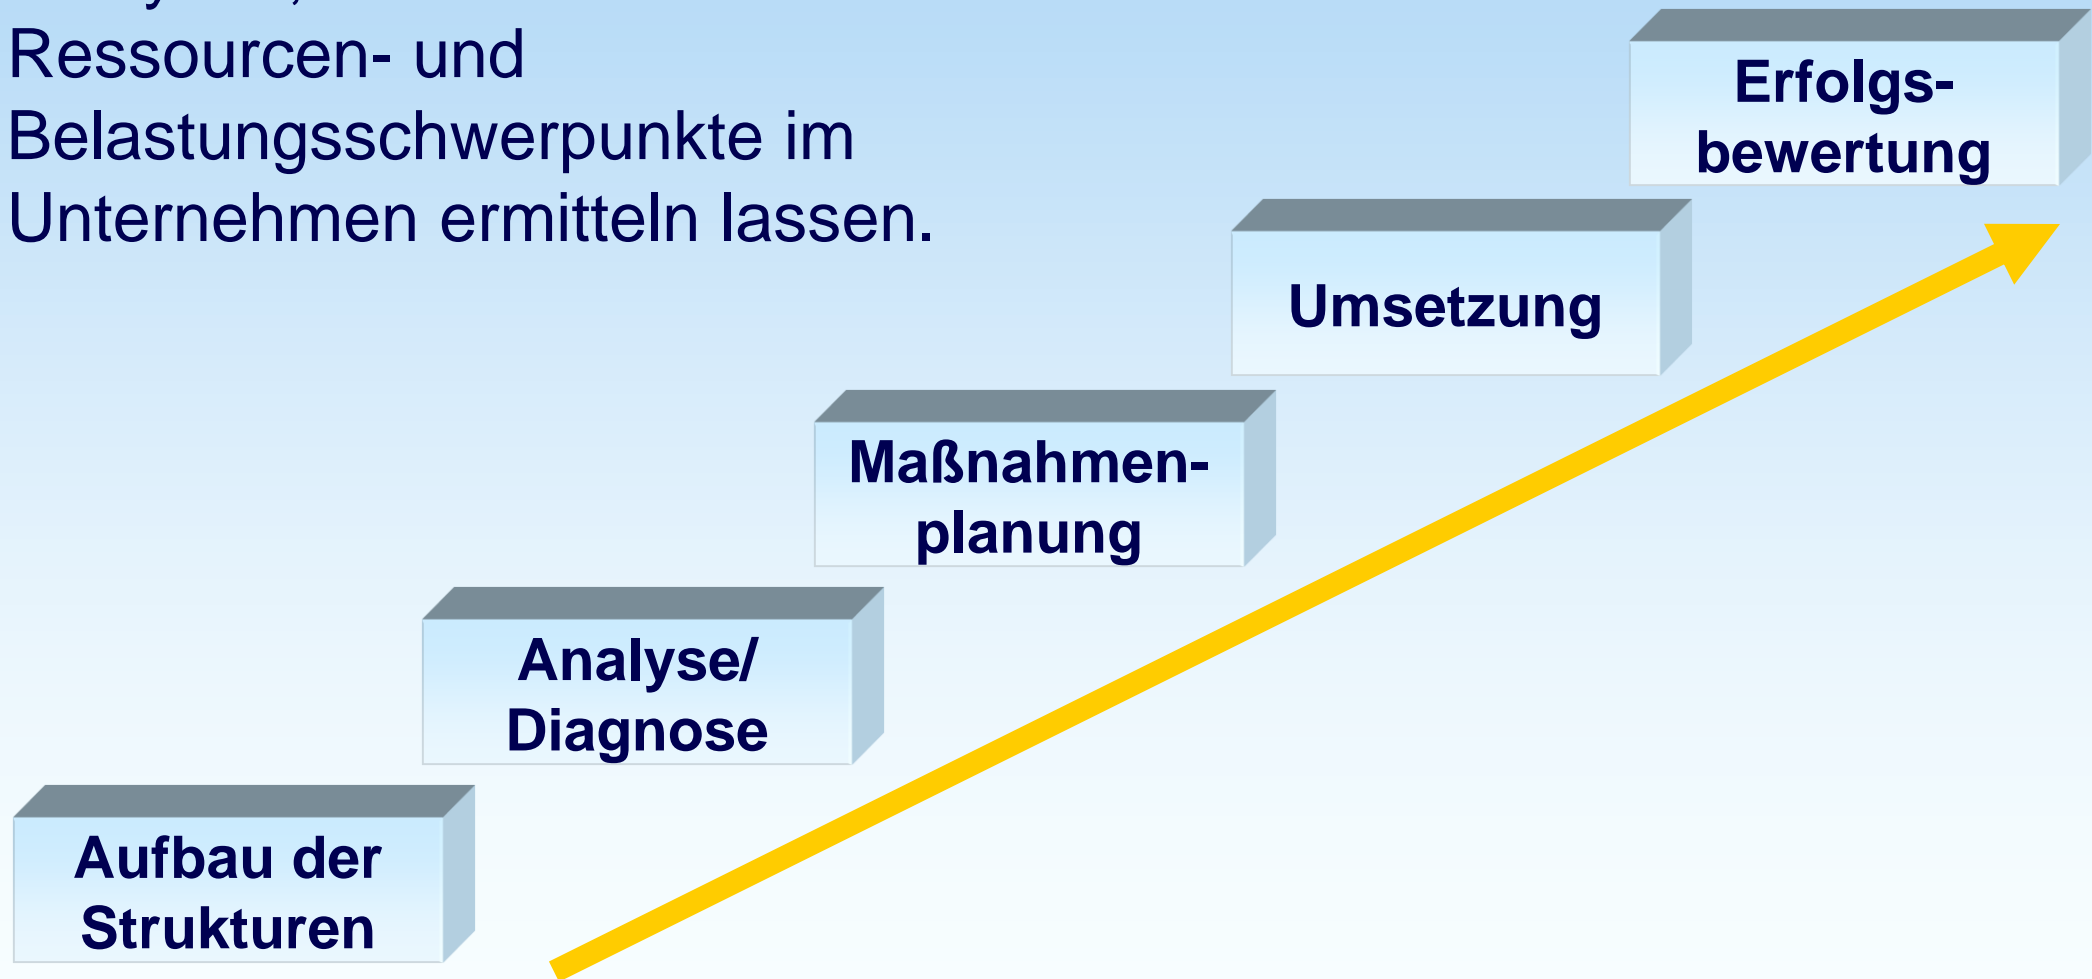 Ressourcen- und
Belastungsschwerpunkte im
Unternehmen ermitteln lassen.
Erfolgs-
bewertung
Umsetzung
Maßnahmen-
planung
Analyse/
Diagnose
Aufbau der
Strukturen